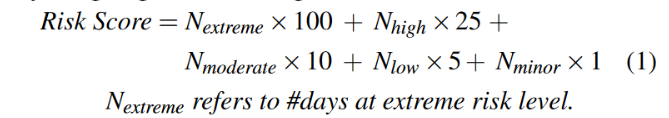 Risk Score = N_extreme × 100 + N_high × 25 +
N_moderate × 10 + N_low × 5 + N_minor × 1 (1)
N_extreme refers to #days at extreme risk level.